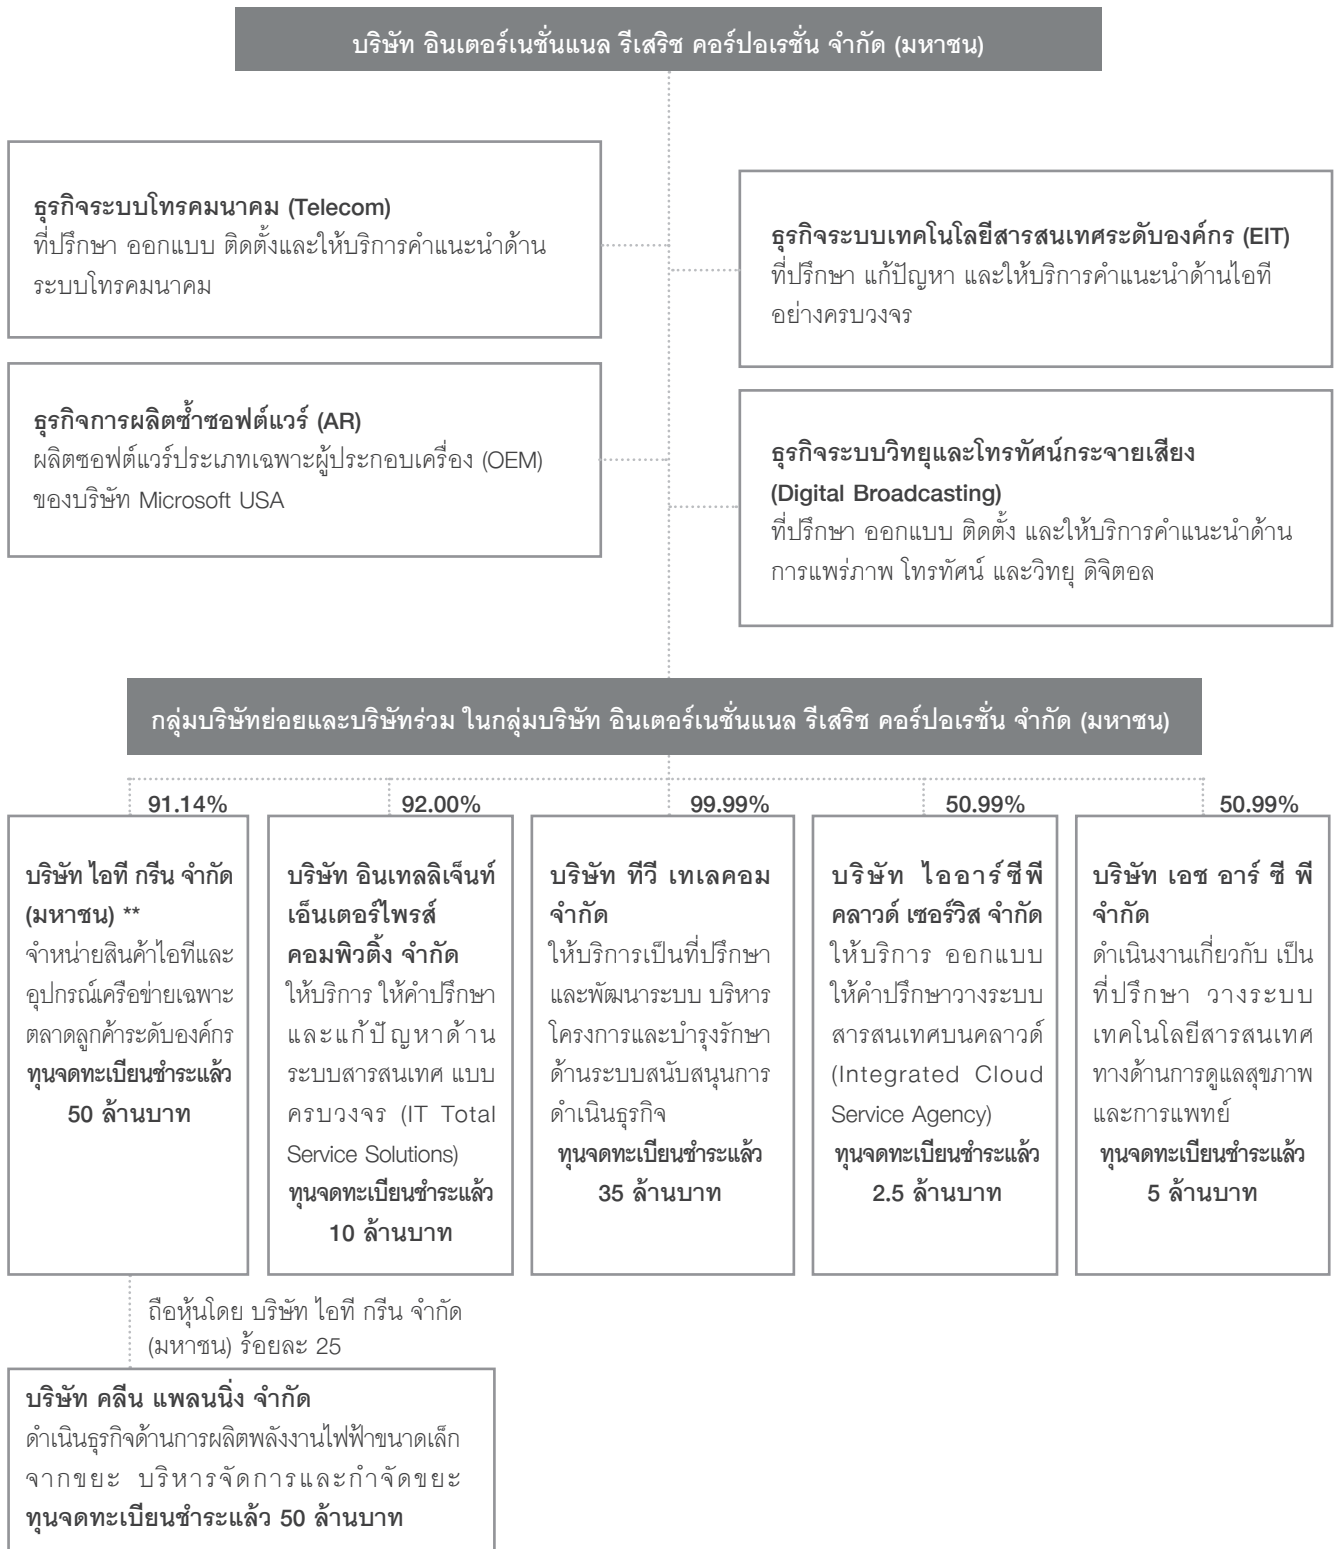 บริษัท อินเตอร์เนชั่นแนล รีเสริช คอร์ปอเรชั่น จำกัด (มหาชน)
ธุรกิจระบบโทรคมนาคม (Telecom)
ที่ปรึกษา ออกแบบ ติดตั้งและให้บริการคำแนะนำด้าน
ระบบโทรคมนาคม
ธุรกิจระบบเทคโนโลยีสารสนเทศระดับองค์กร (EIT)
ที่ปรึกษา แก้ปัญหา และให้บริการคำแนะนำด้านไอที
อย่างครบวงจร
ธุรกิจการผลิตซ้ำซอฟต์แวร์ (AR)
ผลิตซอฟต์แวร์ประเภทเฉพาะผู้ประกอบเครื่อง (OEM)
ของบริษัท Microsoft USA
ธุรกิจระบบวิทยุและโทรทัศน์กระจายเสียง
(Digital Broadcasting)
ที่ปรึกษา ออกแบบ ติดตั้ง และให้บริการคำแนะนำด้าน
การแพร่ภาพ โทรทัศน์ และวิทยุ ดิจิตอล
กลุ่มบริษัทย่อยและบริษัทร่วม ในกลุ่มบริษัท อินเตอร์เนชั่นแนล รีเสริช คอร์ปอเรชั่น จำกัด (มหาชน)
91.14%
บริษัท ไอที กรีน จำกัด
(มหาชน) **
จำหน่ายสินค้าไอทีและ
อุปกรณ์เครือข่ายเฉพาะ
ตลาดลูกค้าระดับองค์กร
ทุนจดทะเบียนชำระแล้ว
50 ล้านบาท
92.00%
บริษัท อินเทลลิเจ็นท์
เอ็นเตอร์ไพรส์
คอมพิวติ้ง จำกัด
ให้บริการ ให้คำปรึกษา
และแก้ปัญหาด้าน
ระบบสารสนเทศ แบบ
ครบวงจร (IT Total
Service Solutions)
ทุนจดทะเบียนชำระแล้ว
10 ล้านบาท
99.99%
บริษัท ทีวี เทเลคอม
จำกัด
ให้บริการเป็นที่ปรึกษา
และพัฒนาระบบ บริหาร
โครงการและบำรุงรักษา
ด้านระบบสนับสนุนการ
ดำเนินธุรกิจ
ทุนจดทะเบียนชำระแล้ว
35 ล้านบาท
50.99%
บริษัท ไออาร์ซีพี
คลาวด์ เซอร์วิส จำกัด
ให้บริการ ออกแบบ
ให้คำปรึกษาวางระบบ
สารสนเทศบนคลาวด์
(Integrated Cloud
Service Agency)
ทุนจดทะเบียนชำระแล้ว
2.5 ล้านบาท
50.99%
บริษัท เอช อาร์ ซี พี
จำกัด
ดำเนินงานเกี่ยวกับ เป็น
ที่ปรึกษา วางระบบ
เทคโนโลยีสารสนเทศ
ทางด้านการดูแลสุขภาพ
และการแพทย์
ทุนจดทะเบียนชำระแล้ว
5 ล้านบาท
ถือหุ้นโดย บริษัท ไอที กรีน จำกัด
(มหาชน) ร้อยละ 25
บริษัท คลีน แพลนนิ่ง จำกัด
ดำเนินธุรกิจด้านการผลิตพลังงานไฟฟ้าขนาดเล็ก
จากขยะ บริหารจัดการและกำจัดขยะ
ทุนจดทะเบียนชำระแล้ว 50 ล้านบาท